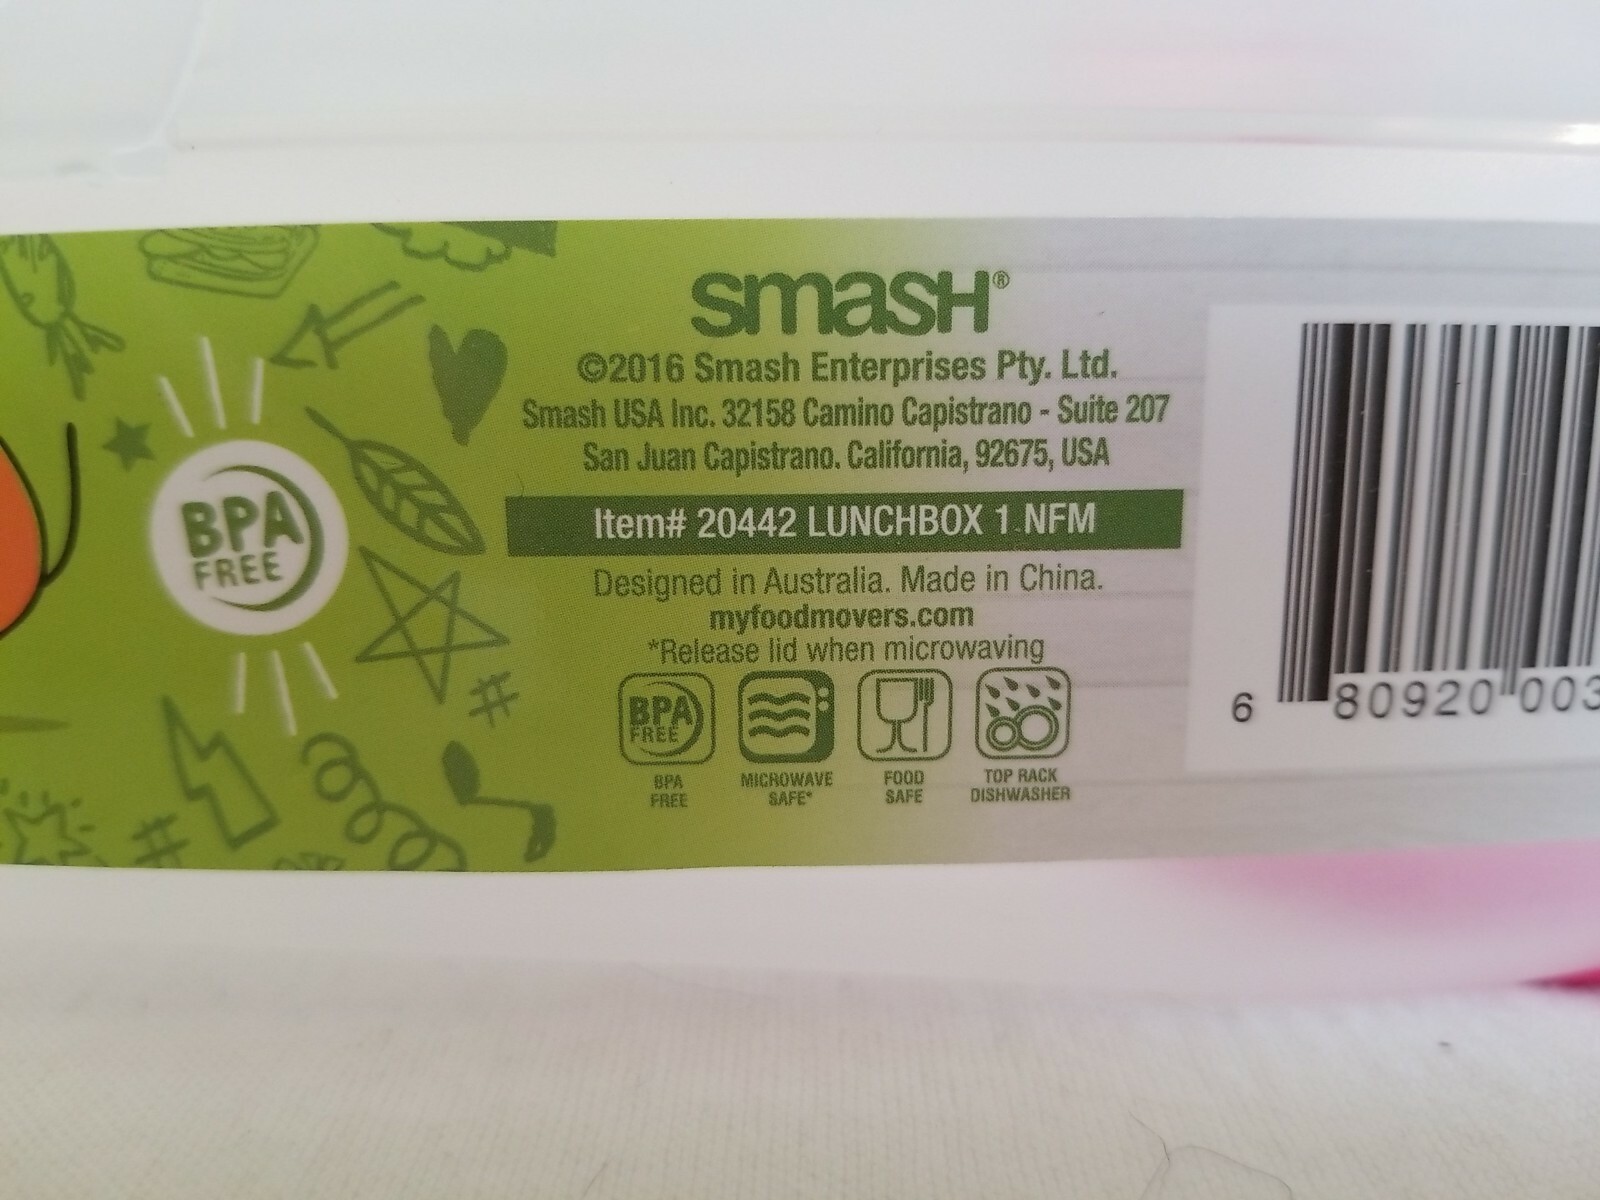 BPA
FREE
smash®
©2016 Smash Enterprises Pty. Ltd.
Smash USA Inc. 32158 Camino Capistrano - Suite 207
San Juan Capistrano. California, 92675, USA
Item# 20442 LUNCHBOX 1 NFM
Designed in Australia. Made in China.
myfoodmovers.com
*Release lid when microwaving
BPA
FREE
BPA
FREE
MICROWAVE
SAFE*
FOOD
SAFE
TOP RACK
DISHWASHER
6 80920 003